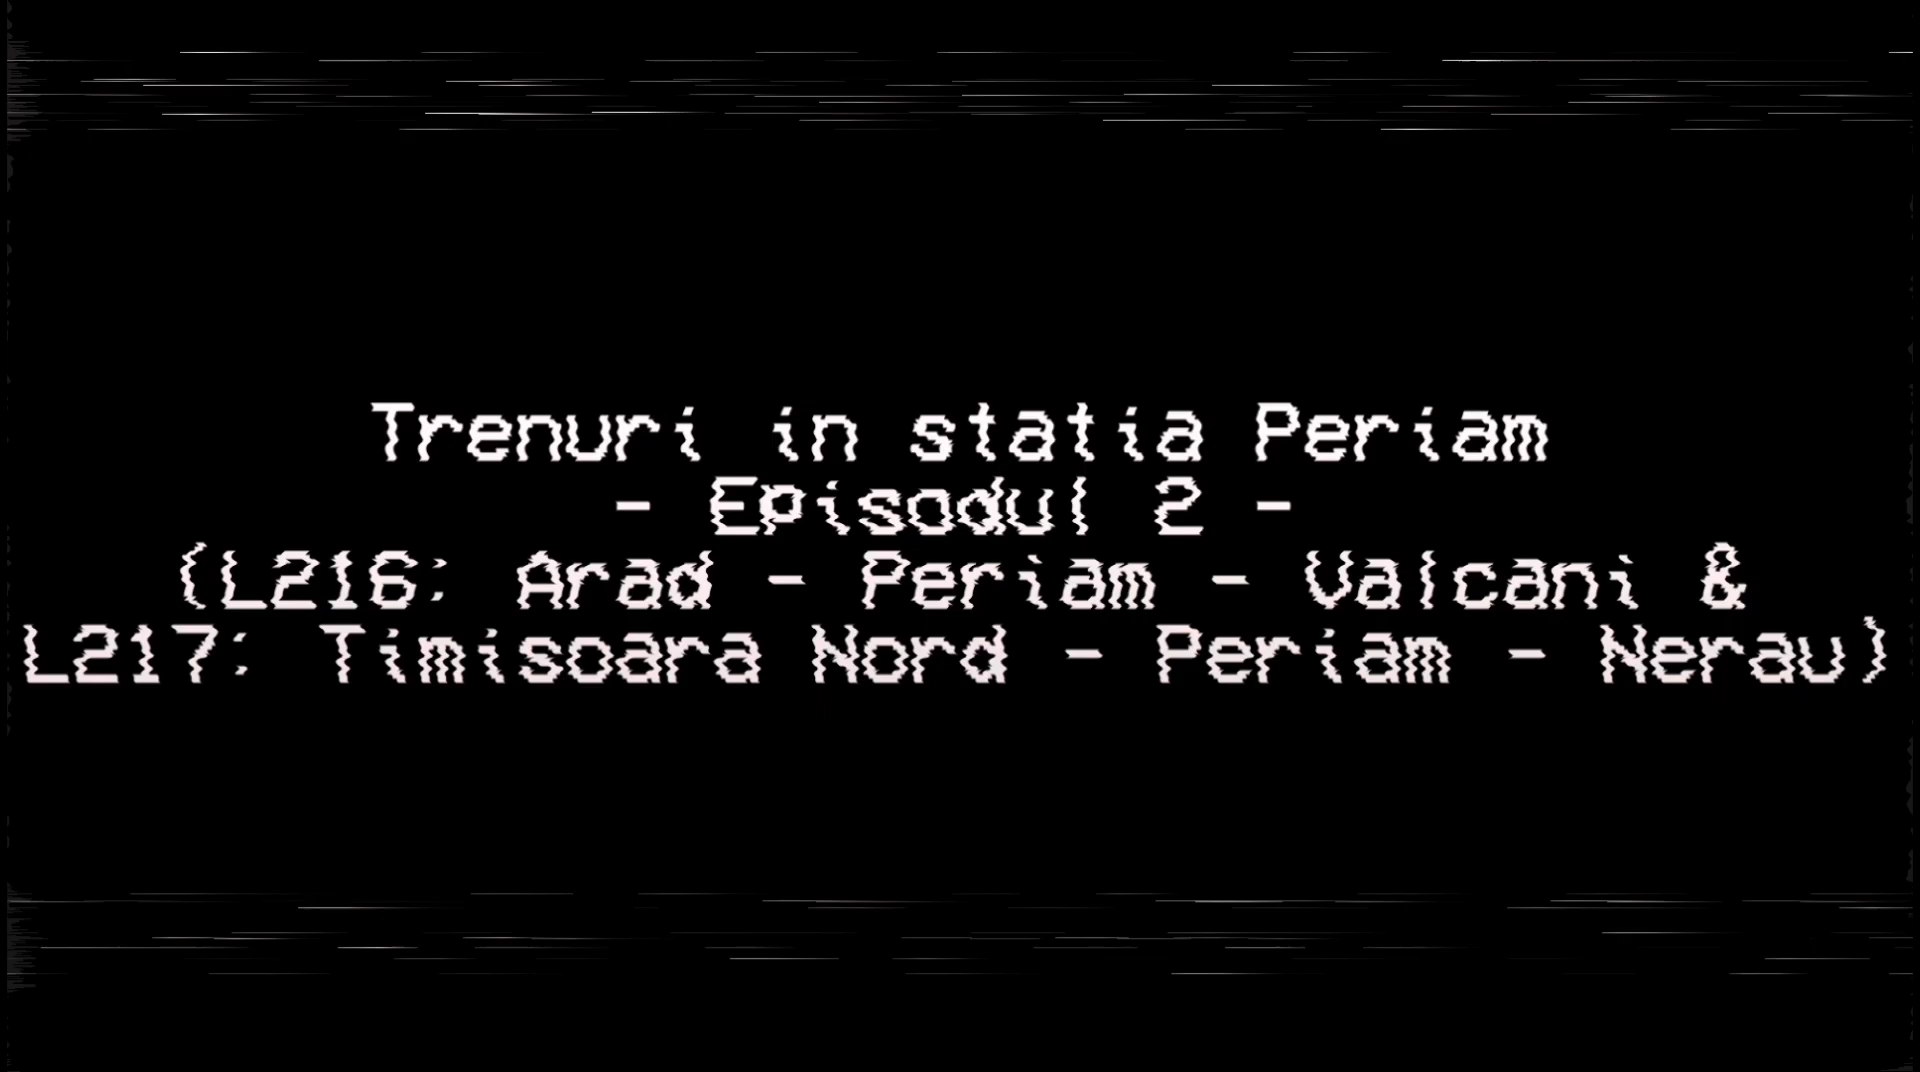 Trenuri in statia Periam
- Episodul 2 -
(L216: Arad - Periam - Valcani &
L217: Timisoara Nord - Periam - Nerau)